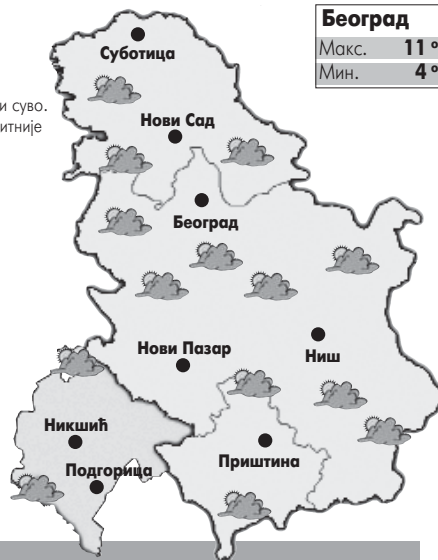 Београд
Макс. 11 °
Мин. 4 °
Суботица
и суво.
итније
Нови Сад
Београд
Нови Пазар
Ниш
Никшић
Подгорица
Приштина